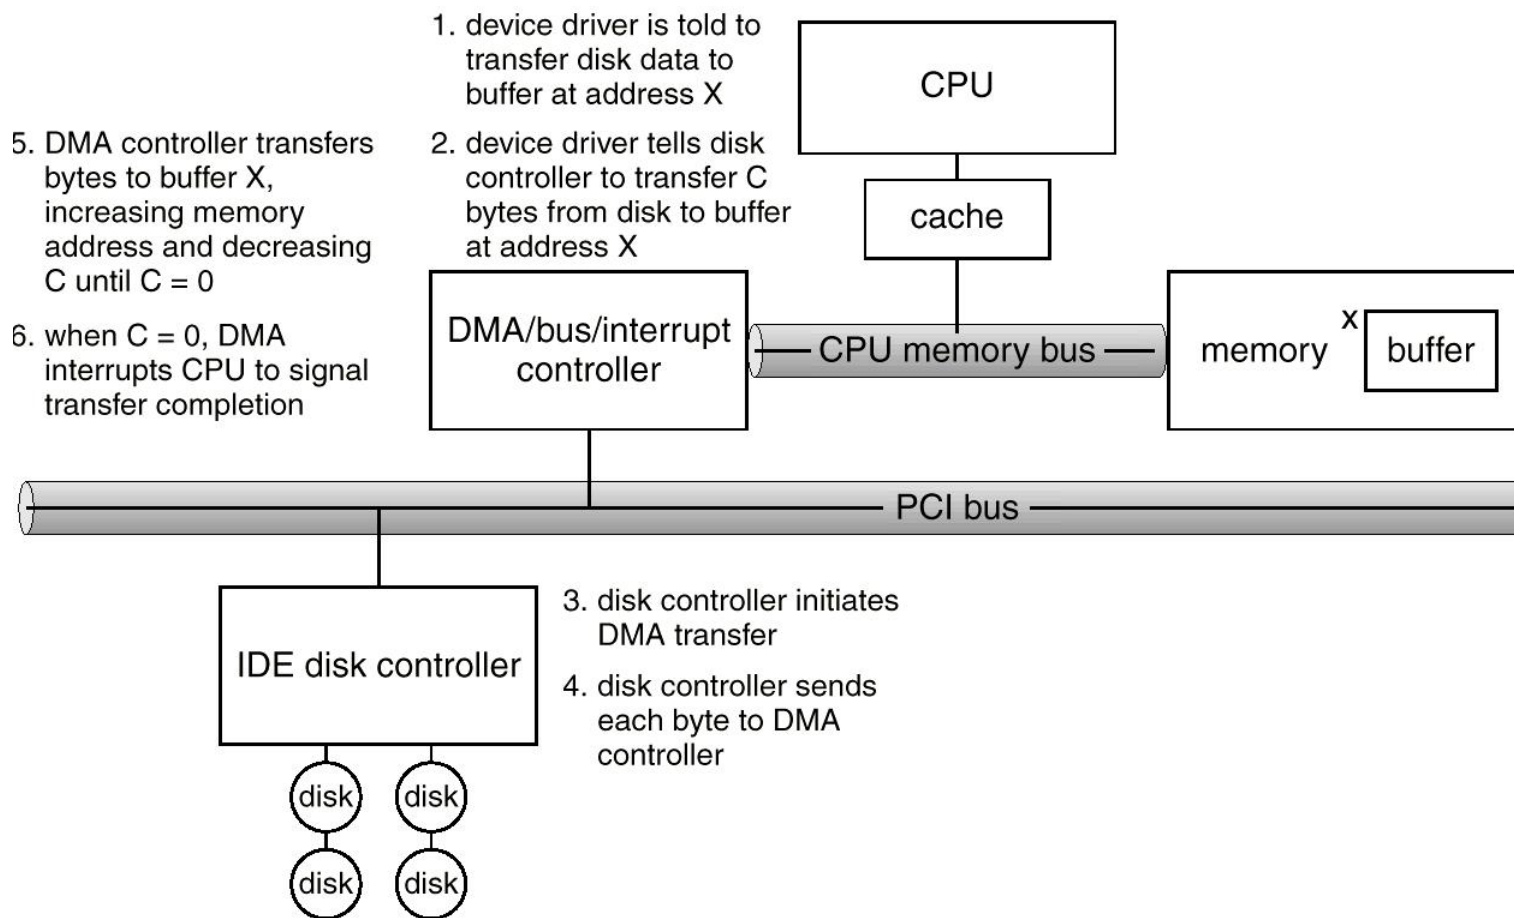 1. device driver is told to
transfer disk data to
buffer at address X
2. device driver tells disk
controller to transfer C
bytes from disk to buffer
at address X
5. DMA controller transfers
bytes to buffer X,
increasing memory
address and decreasing
C until C = 0
6. when C = 0, DMA
interrupts CPU to signal
transfer completion
CPU
cache
DMA/bus/interrupt
controller
CPU memory bus
memory
x
buffer
PCI bus
IDE disk controller
3. disk controller initiates
DMA transfer
4. disk controller sends
each byte to DMA
controller
disk
disk
disk
disk